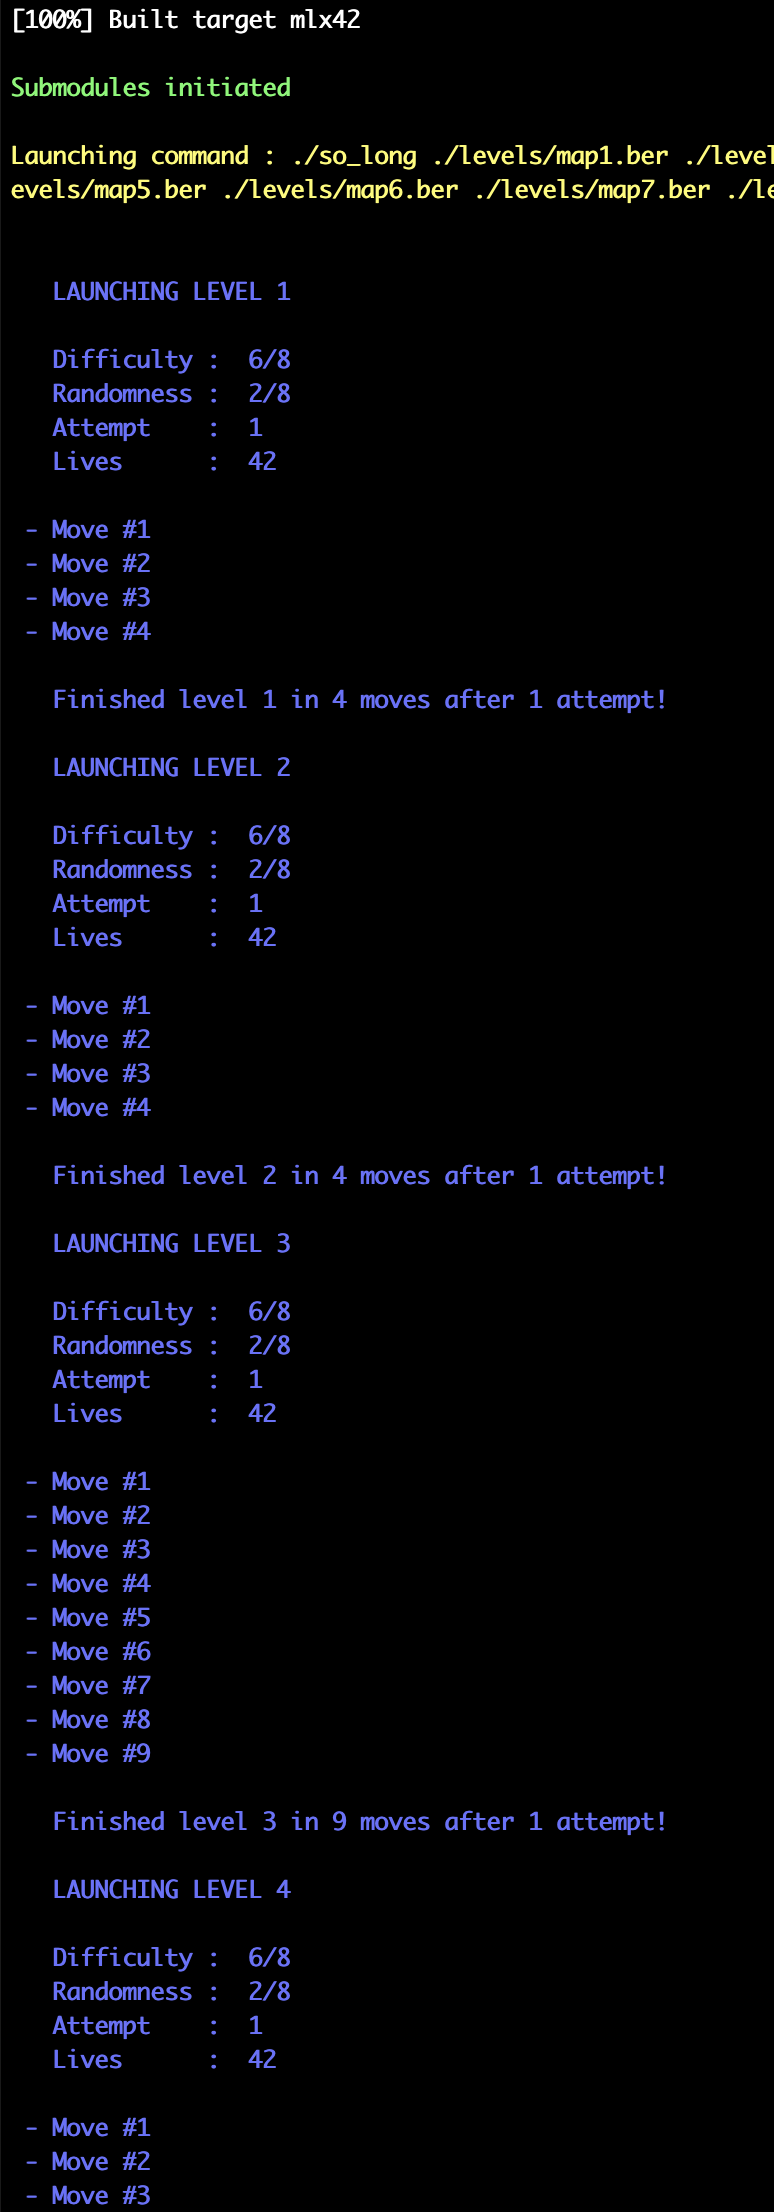 [100%] Built target mlx42
Submodules initiated
Launching command : ./so_long ./levels/map1.ber ./level
evels/map5.ber ./levels/map6.ber ./levels/map7.ber ./le
LAUNCHING LEVEL 1
Difficulty :  6/8
Randomness :  2/8
Attempt    :  1
Lives      :  42
- Move #1
- Move #2
- Move #3
- Move #4
Finished level 1 in 4 moves after 1 attempt!
LAUNCHING LEVEL 2
Difficulty :  6/8
Randomness :  2/8
Attempt    :  1
Lives      :  42
- Move #1
- Move #2
- Move #3
- Move #4
Finished level 2 in 4 moves after 1 attempt!
LAUNCHING LEVEL 3
Difficulty :  6/8
Randomness :  2/8
Attempt    :  1
Lives      :  42
- Move #1
- Move #2
- Move #3
- Move #4
- Move #5
- Move #6
- Move #7
- Move #8
- Move #9
Finished level 3 in 9 moves after 1 attempt!
LAUNCHING LEVEL 4
Difficulty :  6/8
Randomness :  2/8
Attempt    :  1
Lives      :  42
- Move #1
- Move #2
- Move #3